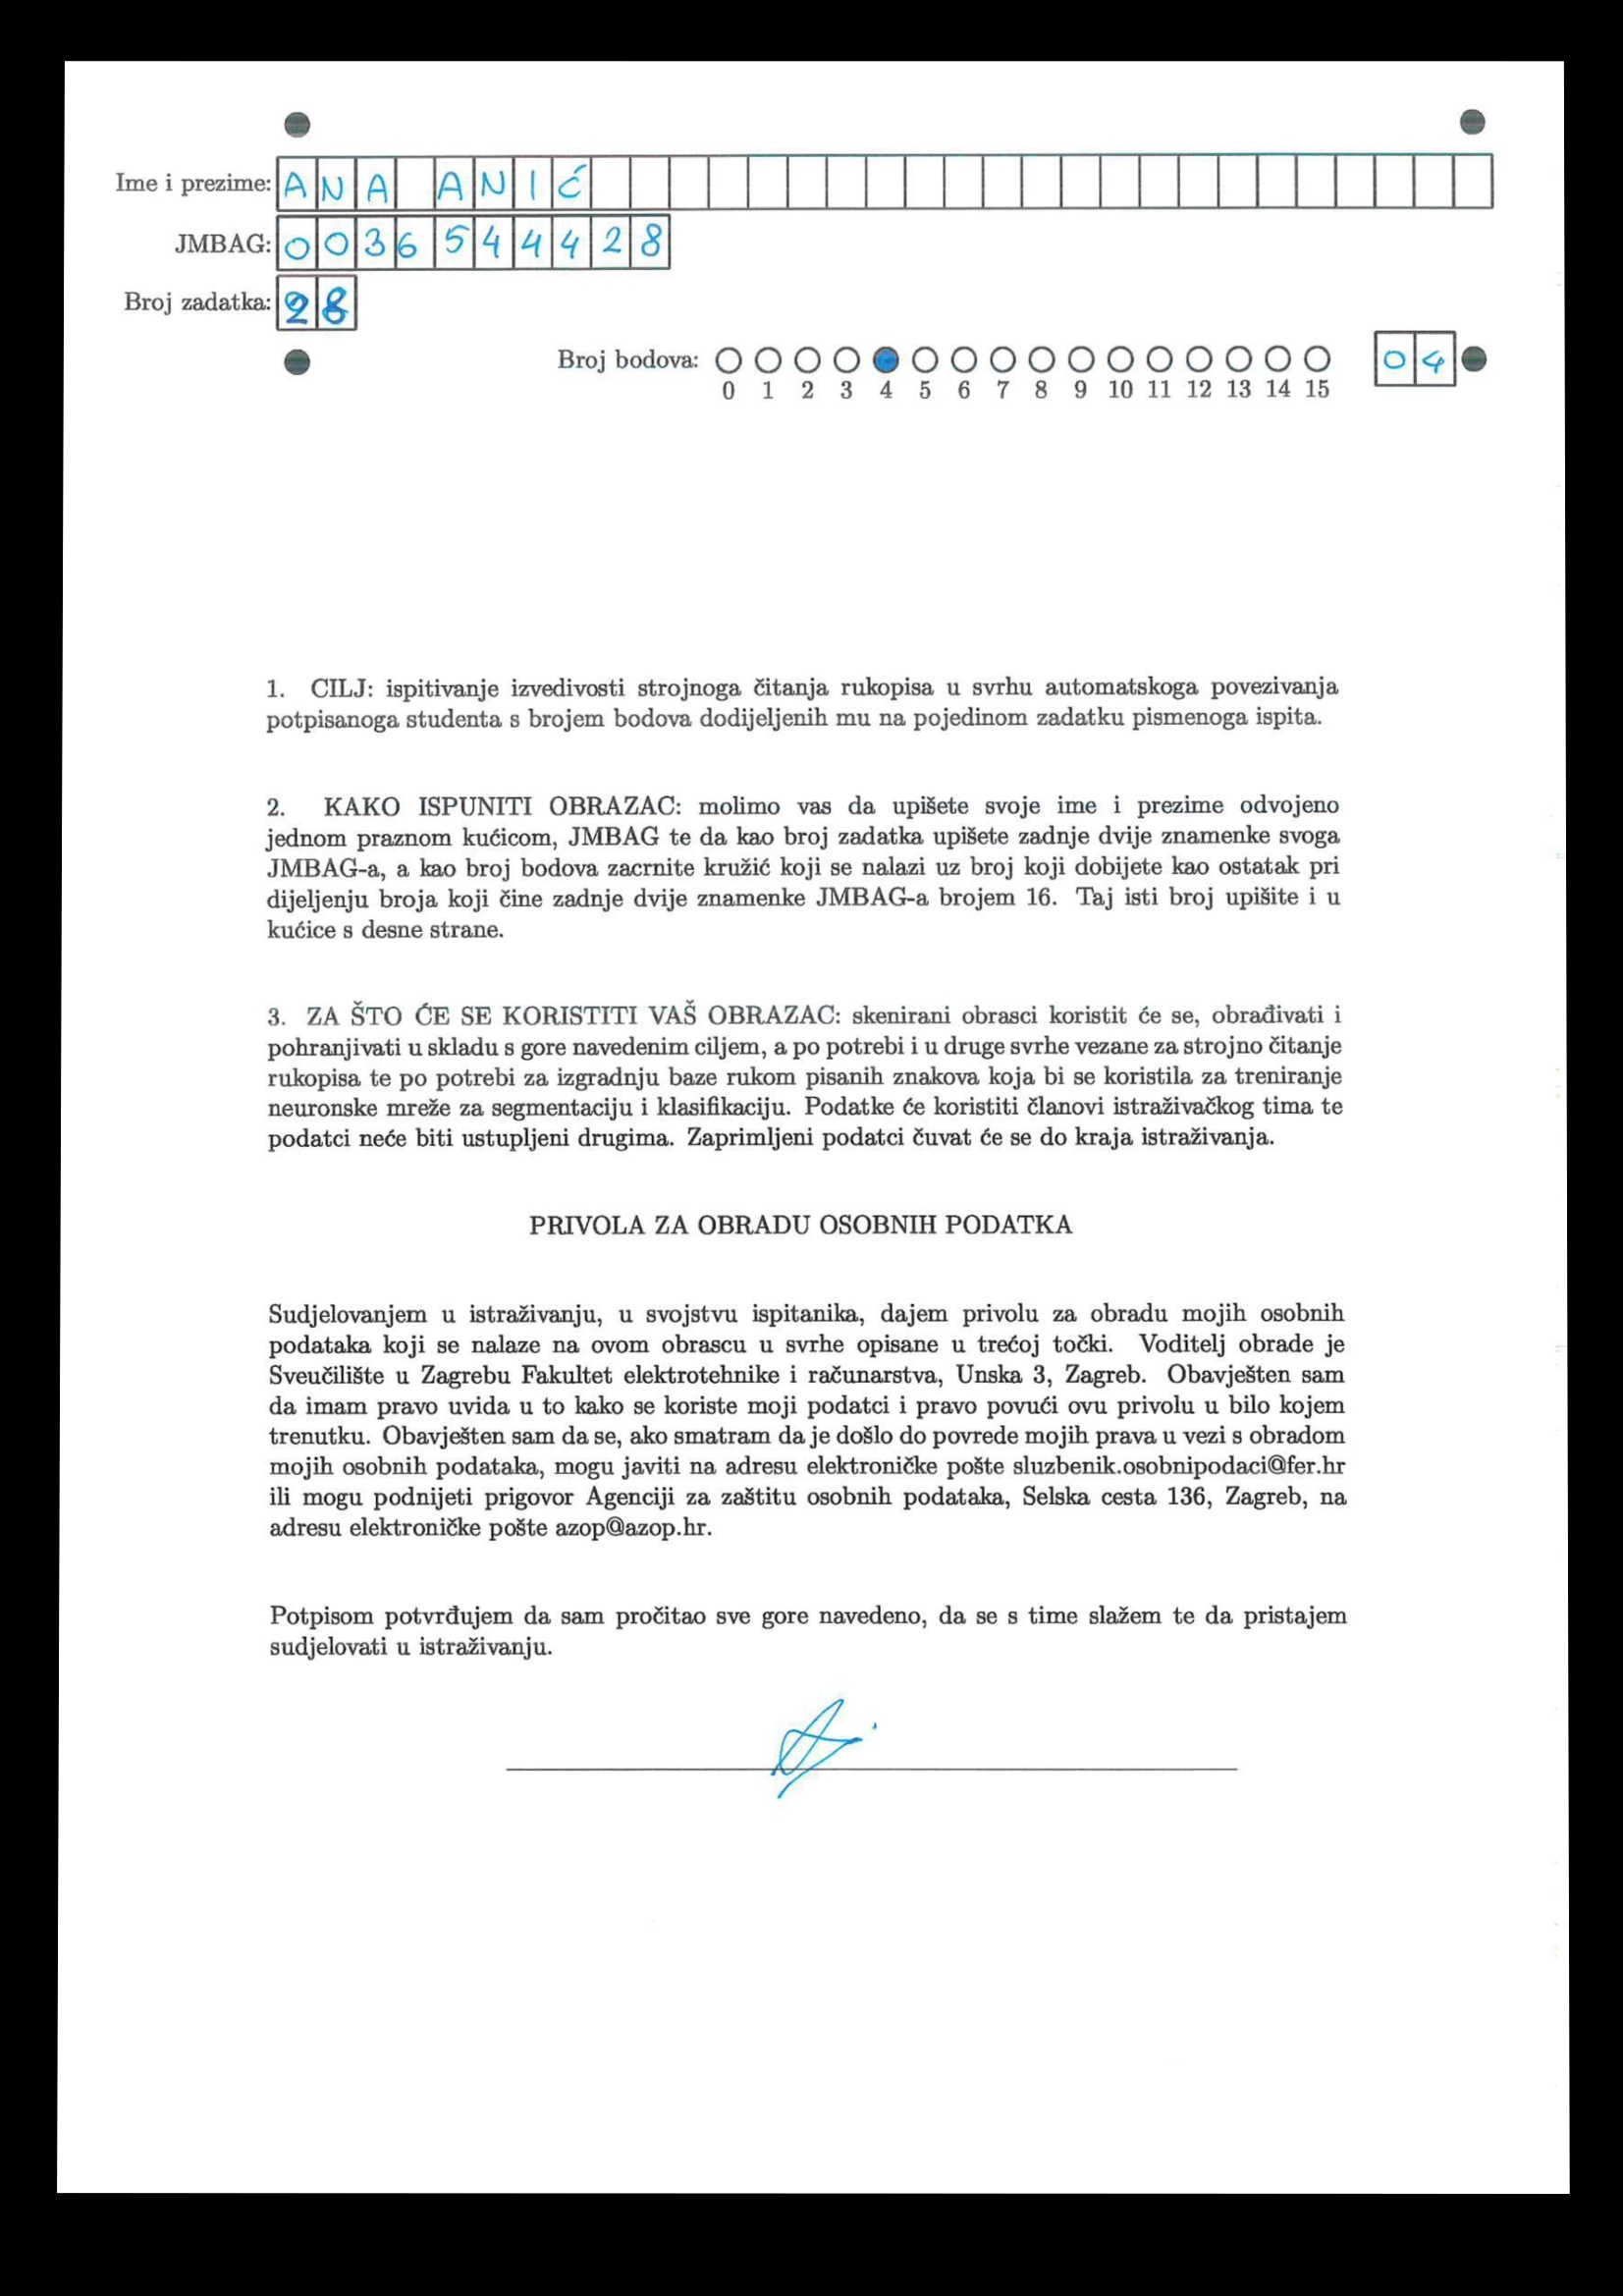 Ime i prezime: ANA ANIĆ
JMBAG: 0036544428
Broj zadatka: 28
Broj bodova:
0 1 2 3 4 5 6 7 8 9 10 11 12 13 14 15
04
1. CILJ: ispitivanje izvedivosti strojnoga čitanja rukopisa u svrhu automatskoga povezivanja
potpisanoga studenta s brojem bodova dodijeljenih mu na pojedinom zadatku pismenoga ispita.
2. KAKO ISPUNITI OBRAZAC: molimo vas da upišete svoje ime i prezime odvojeno
jednom praznom kućicom, JMBAG te da kao broj zadatka upišete zadnje dvije znamenke svoga
JMBAG-a, a kao broj bodova zacrnite kružić koji se nalazi uz broj koji dobijete kao ostatak pri
dijeljenju broja koji čine zadnje dvije znamenke JMBAG-a brojem 16. Taj isti broj upišite i u
kućice s desne strane.
3. ZA ŠTO ĆE SE KORISTITI VAŠ OBRAZAC: skenirani obrasci koristit će se, obrađivati i
pohranjivati u skladu s gore navedenim ciljem, a po potrebi i u druge svrhe vezane za strojno čitanje
rukopisa te po potrebi za izgradnju baze rukom pisanih znakova koja bi se koristila za treniranje
neuronske mreže za segmentaciju i klasifikaciju. Podatke će koristiti članovi istraživačkog tima te
podatci neće biti ustupljeni drugima. Zaprimljeni podatci čuvat će se do kraja istraživanja.
PRIVOLA ZA OBRADU OSOBNIH PODATKA
Sudjelovanjem u istraživanju, u svojstvu ispitanika, dajem privolu za obradu mojih osobnih
podataka koji se nalaze na ovom obrascu u svrhe opisane u trećoj točki. Voditelj obrade je
Sveučilište u Zagrebu Fakultet elektrotehnike i računarstva, Unska 3, Zagreb. Obavješten sam
da imam pravo uvida u to kako se koriste moji podatci i pravo povući ovu privolu u bilo kojem
trenutku. Obavješten sam da se, ako smatram da je došlo do povrede mojih prava u vezi s obradom
mojih osobnih podataka, mogu javiti na adresu elektroničke pošte sluzbenik.osobnipodaci@fer.hr
ili mogu podnijeti prigovor Agenciji za zaštitu osobnih podataka, Selska cesta 136, Zagreb, na
adresu elektroničke pošte azop@azop.hr.
Potpisom potvrđujem da sam pročitao sve gore navedeno, da se s time slažem te da pristajem
sudjelovati u istraživanju.